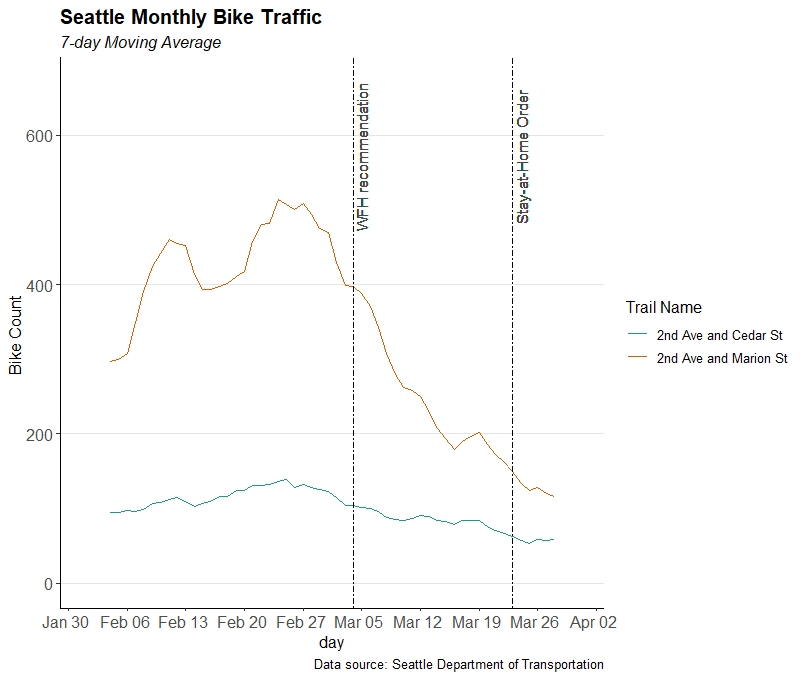 Seattle Monthly Bike Traffic
7-day Moving Average
600
400
200
0
Bike Count
WFH recommendation
Stay-at-Home Order
Trail Name
2nd Ave and Cedar St
2nd Ave and Marion St
Jan 30 Feb 06 Feb 13 Feb 20 Feb 27 Mar 05 Mar 12 Mar 19 Mar 26 Apr 02
day
Data source: Seattle Department of Transportation